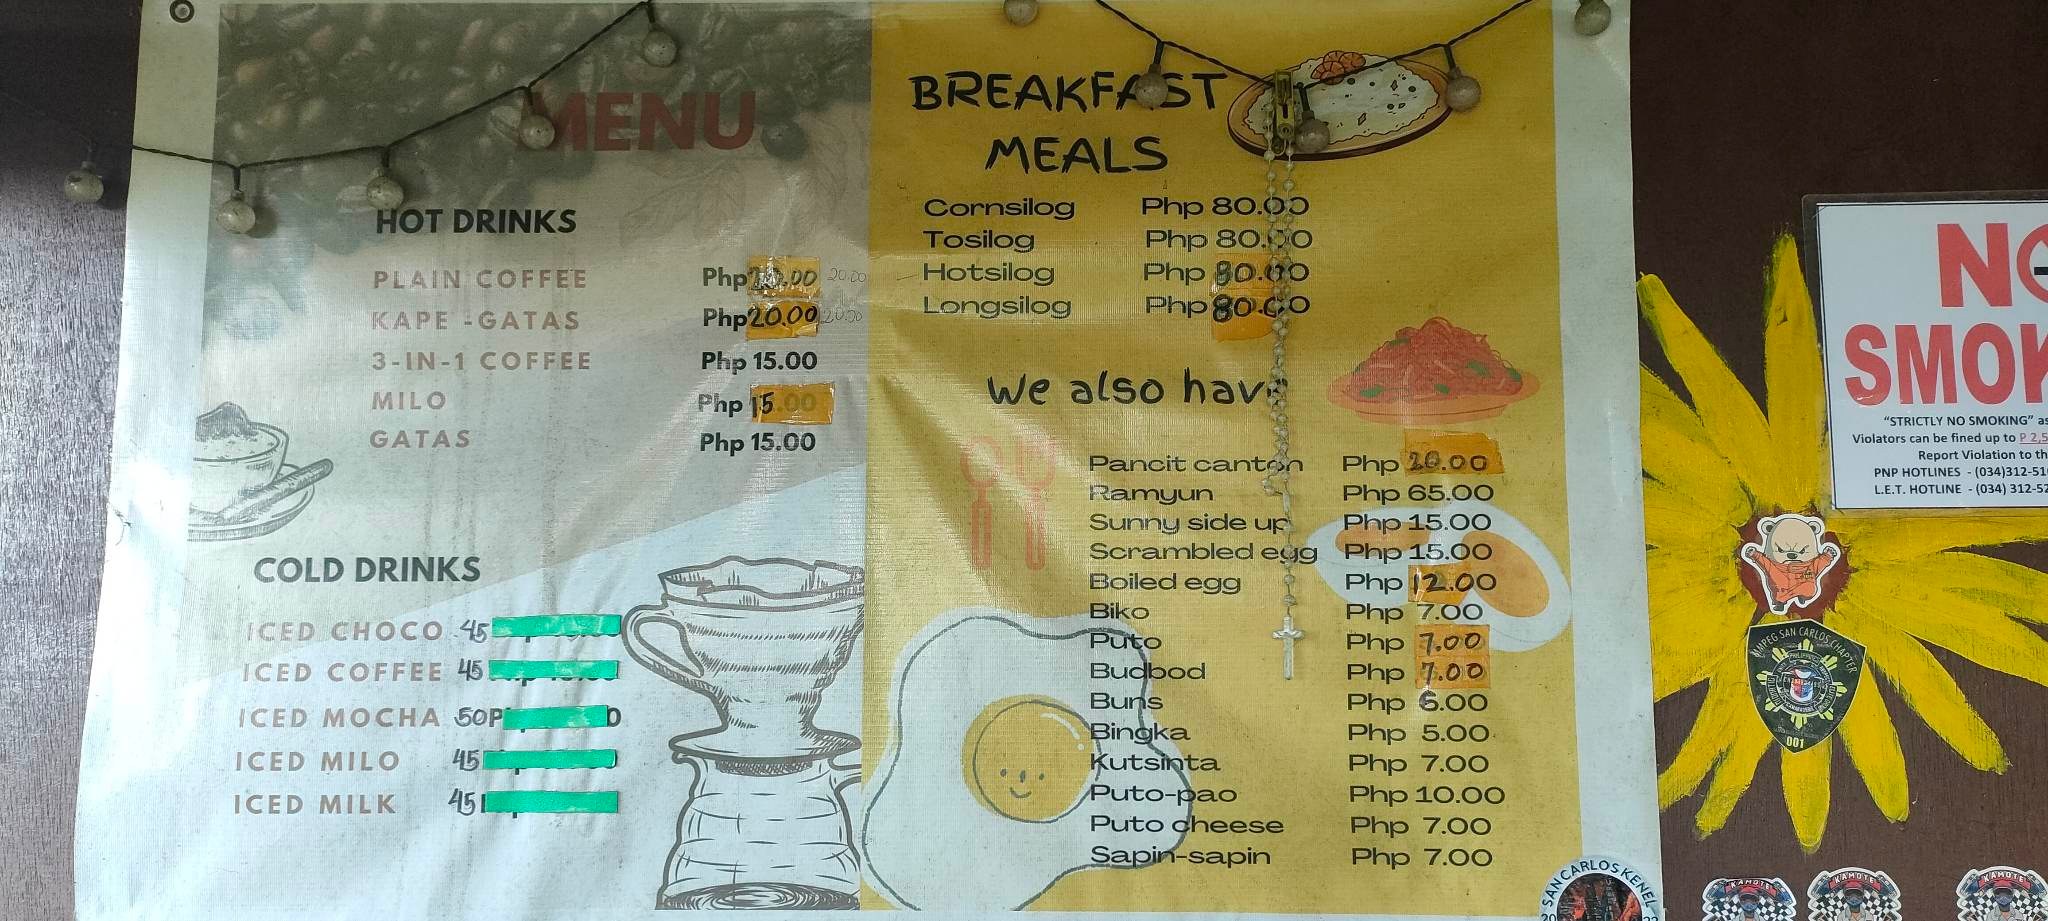 MENU
HOT DRINKS
PLAIN COFFEE Php 20.00 20.00
KAPE -GATAS Php 20.00 20.00
3-IN-1 COFFEE Php 15.00
MILO Php 15.00
GATAS Php 15.00
COLD DRINKS
ICED CHOCO 45
ICED COFFEE 45
ICED MOCHA 50
ICED MILO 45
ICED MILK 45
BREAKFAST
MEALS
Cornsilog Php 80.00
Tosilog Php 80.00
Hotsilog Php 80.00
Longsilog Php 80.00
We also have
Pancit canton Php 20.00
Ramyun Php 65.00
Sunny side up Php 15.00
Scrambled egg Php 15.00
Boiled egg Php 12.00
Biko Php 7.00
Puto Php 7.00
Budbod Php 7.00
Buns Php 6.00
Bingka Php 5.00
Kutsinta Php 7.00
Puto-pao Php 10.00
Puto cheese Php 7.00
Sapin-sapin Php 7.00
NO
SMOK
"STRICTLY NO SMOKING" as
Violators can be fined up to P 2,5
Report Violation to th
PNP HOTLINES - (034)312-51
L.E.T. HOTLINE - (034) 312-52
SAN CARLOS CHAPTER
001
SAN CARLOS KENEL
KAMOTE
KAMOTE
KAMOTE